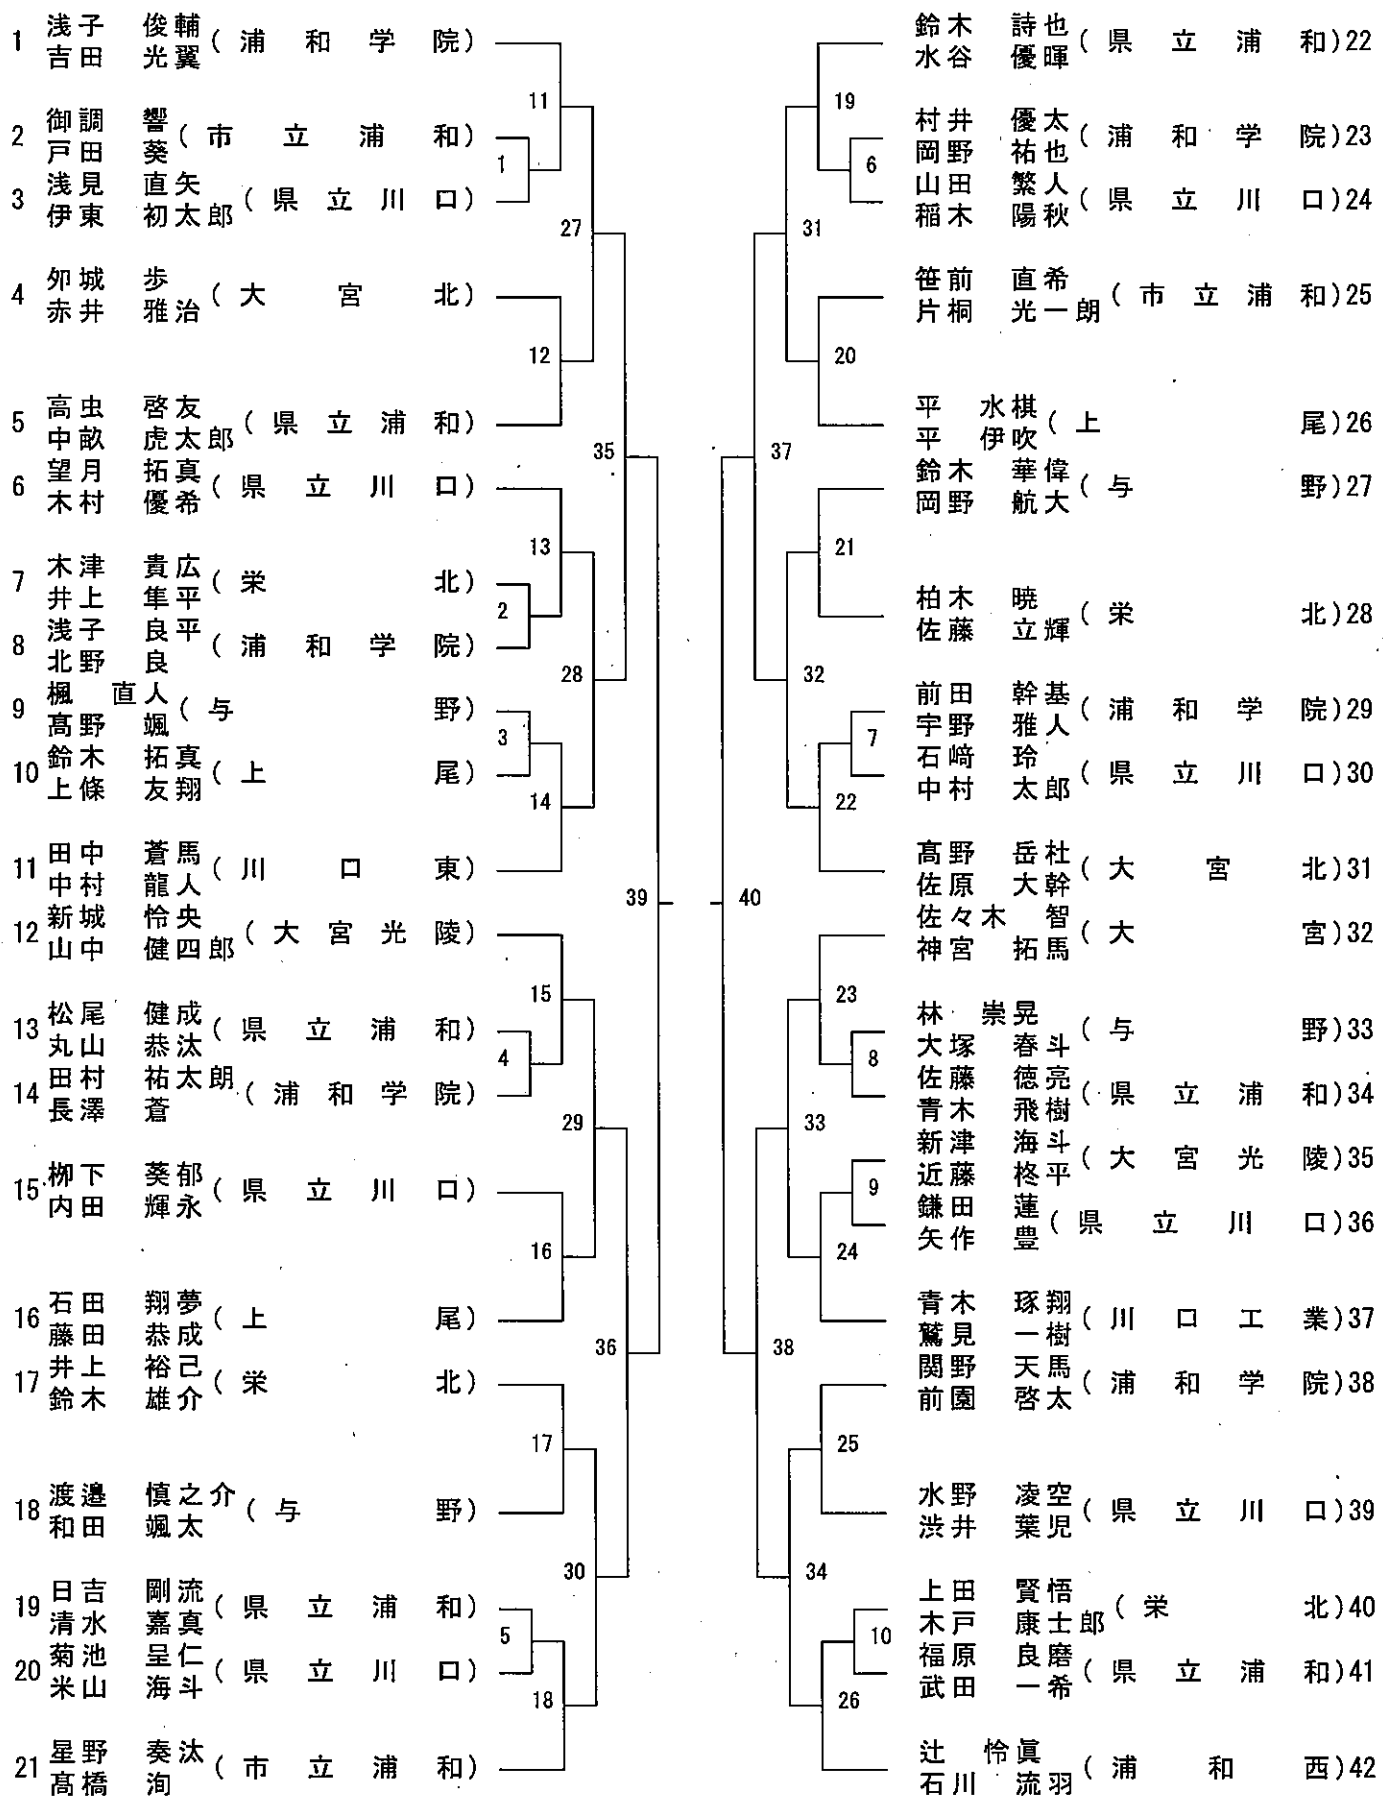 1 浅子 俊輔 (浦和学院)
吉田 光翼
2 御調 響 (市立浦和)
戸田 葵
3 浅見 直矢 (県立川口)
伊東 初太郎
4 夘城 歩 (大宮北)
赤井 雅治
5 高虫 啓友 (県立浦和)
中畝 虎太郎
6 望月 拓真 (県立川口)
木村 優希
7 木津 貴広 (栄北)
井上 隼平
8 浅子 良平 (浦和学院)
北野 良
9 楓 直人 (与野)
髙野 颯
10 鈴木 拓真 (上尾)
上條 友翔
11 田中 蒼馬 (川口東)
中村 龍人
12 新城 怜央 (大宮光陵)
山中 健四郎
13 松尾 健成 (県立浦和)
丸山 恭汰
14 田村 祐太朗 (浦和学院)
長澤 蒼
15 栁下 葵郁 (県立川口)
内田 輝永
16 石田 翔夢 (上尾)
藤田 恭成
17 井上 裕己 (栄北)
鈴木 雄介
18 渡邉 慎之介 (与野)
和田 颯太
19 日吉 剛流 (県立浦和)
清水 嘉真
20 菊池 呈仁 (県立川口)
米山 海斗
21 星野 奏汰 (市立浦和)
髙橋 洵
11
1
27
12
35
13
2
28
3
14
39
15
4
29
16
36
17
30
5
18
19
6
31
20
37
21
32
7
22
40
23
8
33
9
24
38
25
34
10
26
鈴木 詩也 (県立浦和) 22
水谷 優暉
村井 優太 (浦和学院) 23
岡野 祐也
山田 繁人 (県立川口) 24
稲木 陽秋
笹前 直希 (市立浦和) 25
片桐 光一朗
平 水棋 (上尾) 26
平 伊吹
鈴木 華偉 (与野) 27
岡野 航大
柏木 暁 (栄北) 28
佐藤 立輝
前田 幹基 (浦和学院) 29
宇野 雅人
石﨑 玲 (県立川口) 30
中村 太郎
髙野 岳杜 (大宮北) 31
佐原 大幹
佐々木 智 (大宮) 32
神宮 拓馬
林 崇晃 (与野) 33
大塚 春斗
佐藤 徳亮 (県立浦和) 34
青木 飛樹
新津 海斗 (大宮光陵) 35
近藤 柊平
鎌田 蓮 (県立川口) 36
矢作 豊
青木 琢翔 (川口工業) 37
鷲見 一樹
関野 天馬 (浦和学院) 38
前園 啓太
水野 凌空 (県立川口) 39
渋井 葉児
上田 賢悟 (栄北) 40
木戸 康士郎
福原 良磨 (県立浦和) 41
武田 一希
辻 怜眞 (浦和西) 42
石川 流羽